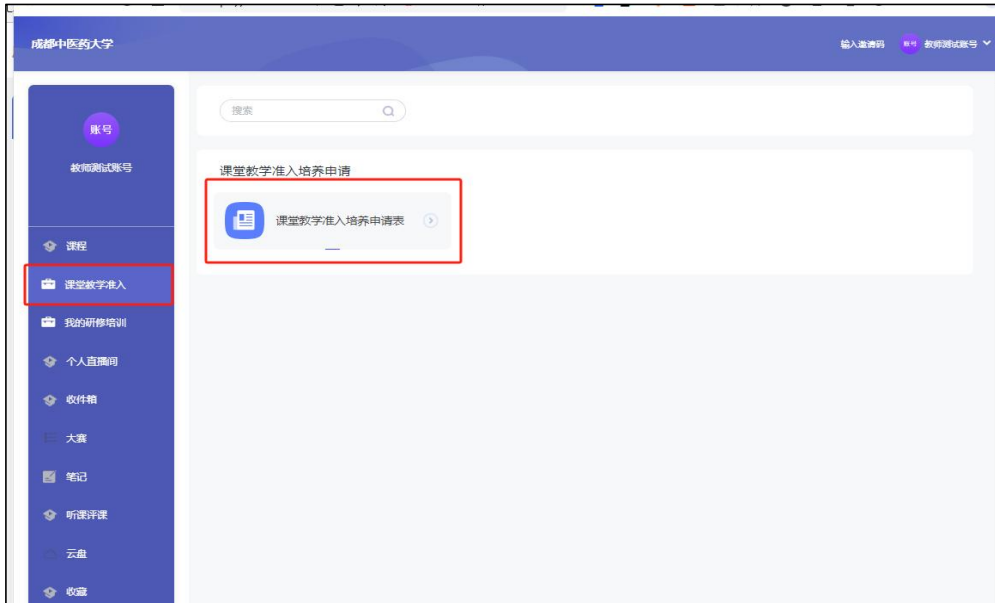 成都中医药大学
输入邀请码
账号
教师测试账号
账号
教师测试账号
课程
课堂教学准入
我的研修培训
个人直播间
收件箱
大赛
笔记
听课评课
云盘
收藏
搜索
课堂教学准入培养申请
课堂教学准入培养申请表